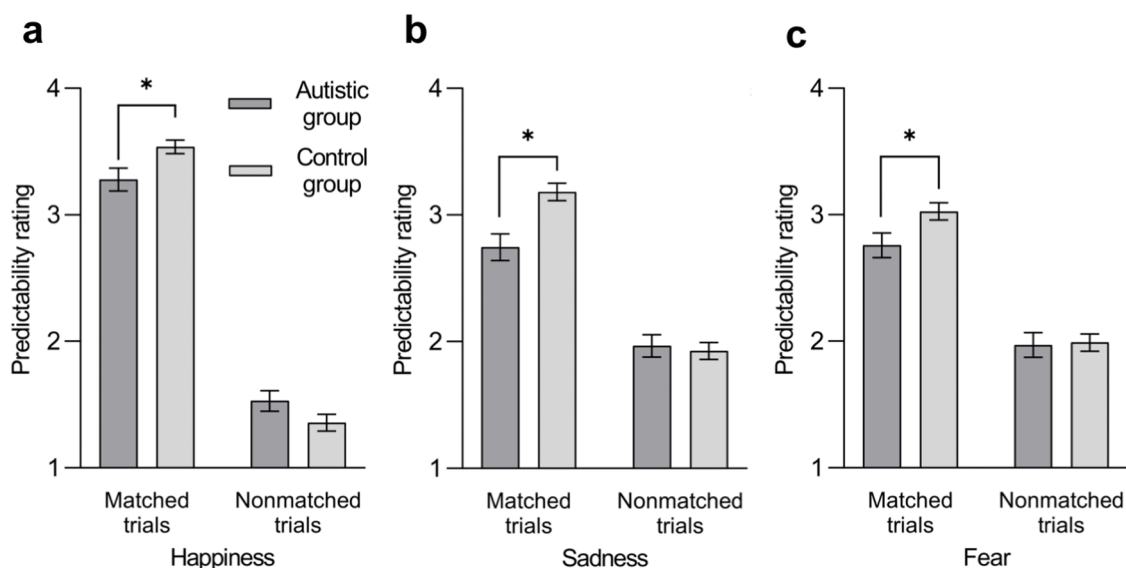 a
4
3
2
1
Predictability rating
*
Autistic
group
Control
group
Matched
trials
Nonmatched
trials
Happiness
b
4
3
2
1
Predictability rating
*
Matched
trials
Nonmatched
trials
Sadness
c
4
3
2
1
Predictability rating
*
Matched
trials
Nonmatched
trials
Fear